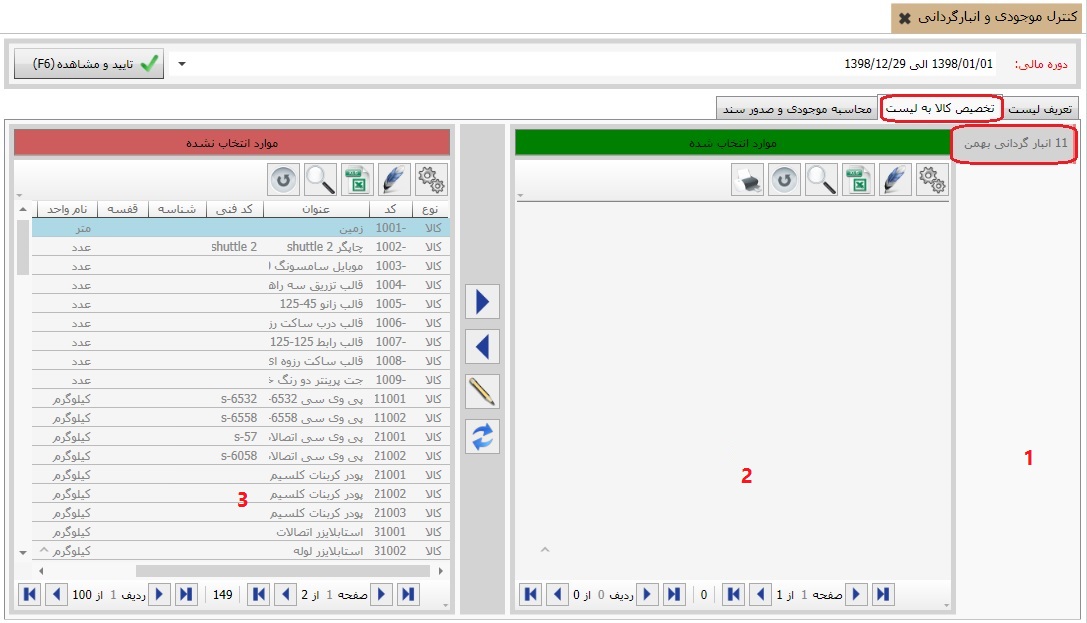 کنترل موجودی و انبارگردانی
دوره مالی: 1398/01/01 الی 1398/12/29 تایید و مشاهده (F6)
تعریف لیست تخصیص کالا به لیست محاسبه موجودی و صدور سند
11 انبار گردانی بهمن
موارد انتخاب شده
موارد انتخاب نشده
نوع کد عنوان کد فنی شناسه قفسه نام واحد
کالا 1001- زمین متر
کالا 1002- چاپگر shuttle 2 shuttle 2 عدد
کالا 1003- موبایل سامسونگ عدد
کالا 1004- قالب تزریق سه راه عدد
کالا 1005- قالب زانو 45-125 عدد
کالا 1006- قالب درب ساکت رز عدد
کالا 1007- قالب رابط 125-125 عدد
کالا 1008- قالب ساکت رزوه عدد
کالا 1009- جت پرینتر دو رنگ عدد
کالا 11001 پی وی سی 6532- s-6532 کیلوگرم
کالا 11002 پی وی سی 6558- s-6558 کیلوگرم
کالا 21001 پی وی سی اتصالا s-57 کیلوگرم
کالا 21002 پی وی سی اتصالا s-6058 کیلوگرم
کالا 21001 پودر کربنات کلسیم کیلوگرم
کالا 21002 پودر کربنات کلسیم کیلوگرم
کالا 21003 پودر کربنات کلسیم کیلوگرم
کالا 31001 استابلایزر اتصالات کیلوگرم
کالا 31002 استابلایزر لوله کیلوگرم
1
2
3
صفحه 1 از 1 0 ردیف 0 از 0
صفحه 1 از 2 149 ردیف 1 از 100